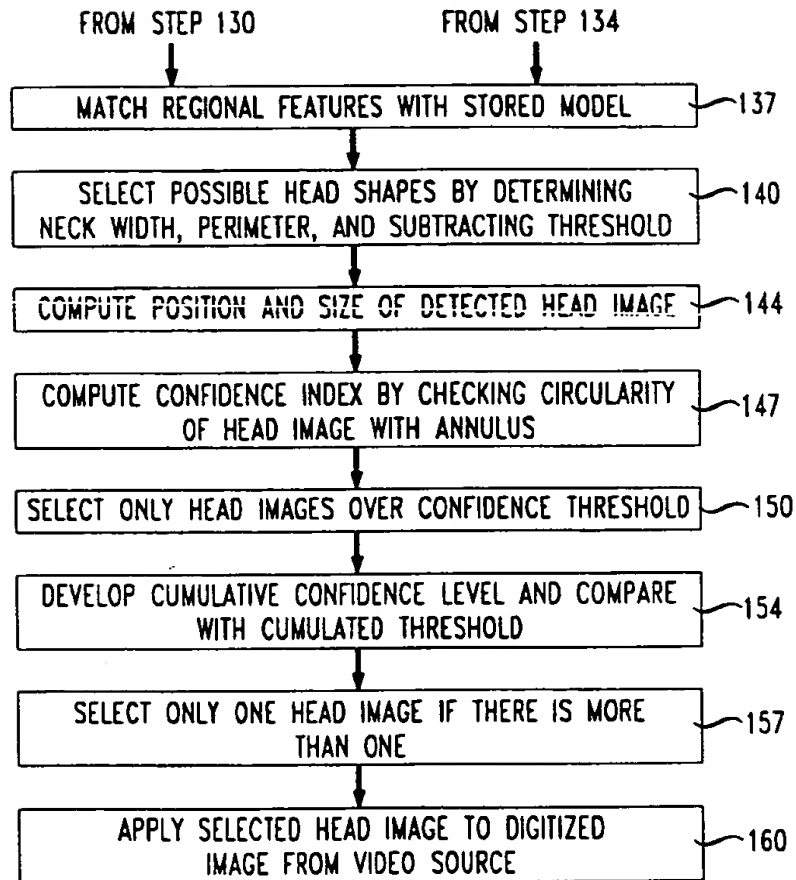 FROM STEP 130
FROM STEP 134
MATCH REGIONAL FEATURES WITH STORED MODEL
137
SELECT POSSIBLE HEAD SHAPES BY DETERMINING
NECK WIDTH, PERIMETER, AND SUBTRACTING THRESHOLD
140
COMPUTE POSITION AND SIZE OF DETECTED HEAD IMAGE
144
COMPUTE CONFIDENCE INDEX BY CHECKING CIRCULARITY
OF HEAD IMAGE WITH ANNULUS
147
SELECT ONLY HEAD IMAGES OVER CONFIDENCE THRESHOLD
150
DEVELOP CUMULATIVE CONFIDENCE LEVEL AND COMPARE
WITH CUMULATED THRESHOLD
154
SELECT ONLY ONE HEAD IMAGE IF THERE IS MORE
THAN ONE
157
APPLY SELECTED HEAD IMAGE TO DIGITIZED
IMAGE FROM VIDEO SOURCE
160